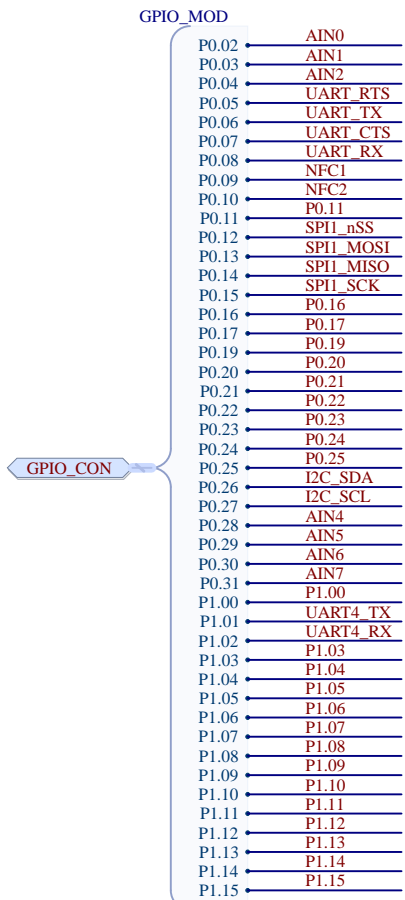 GPIO_MOD
P0.02 AIN0
P0.03 AIN1
P0.04 AIN2
P0.05 UART_RTS
P0.06 UART_TX
P0.07 UART_CTS
P0.08 UART_RX
P0.09 NFC1
P0.10 NFC2
P0.11 P0.11
P0.12 SPI1_nSS
P0.13 SPI1_MOSI
P0.14 SPI1_MISO
P0.15 SPI1_SCK
P0.16 P0.16
P0.17 P0.17
P0.19 P0.19
P0.20 P0.20
P0.21 P0.21
P0.22 P0.22
P0.23 P0.23
P0.24 P0.24
GPIO_CON P0.25 P0.25
P0.26 I2C_SDA
P0.27 I2C_SCL
P0.28 AIN4
P0.29 AIN5
P0.30 AIN6
P0.31 AIN7
P1.00 P1.00
P1.01 UART4_TX
P1.02 UART4_RX
P1.03 P1.03
P1.04 P1.04
P1.05 P1.05
P1.06 P1.06
P1.07 P1.07
P1.08 P1.08
P1.09 P1.09
P1.10 P1.10
P1.11 P1.11
P1.12 P1.12
P1.13 P1.13
P1.14 P1.14
P1.15 P1.15